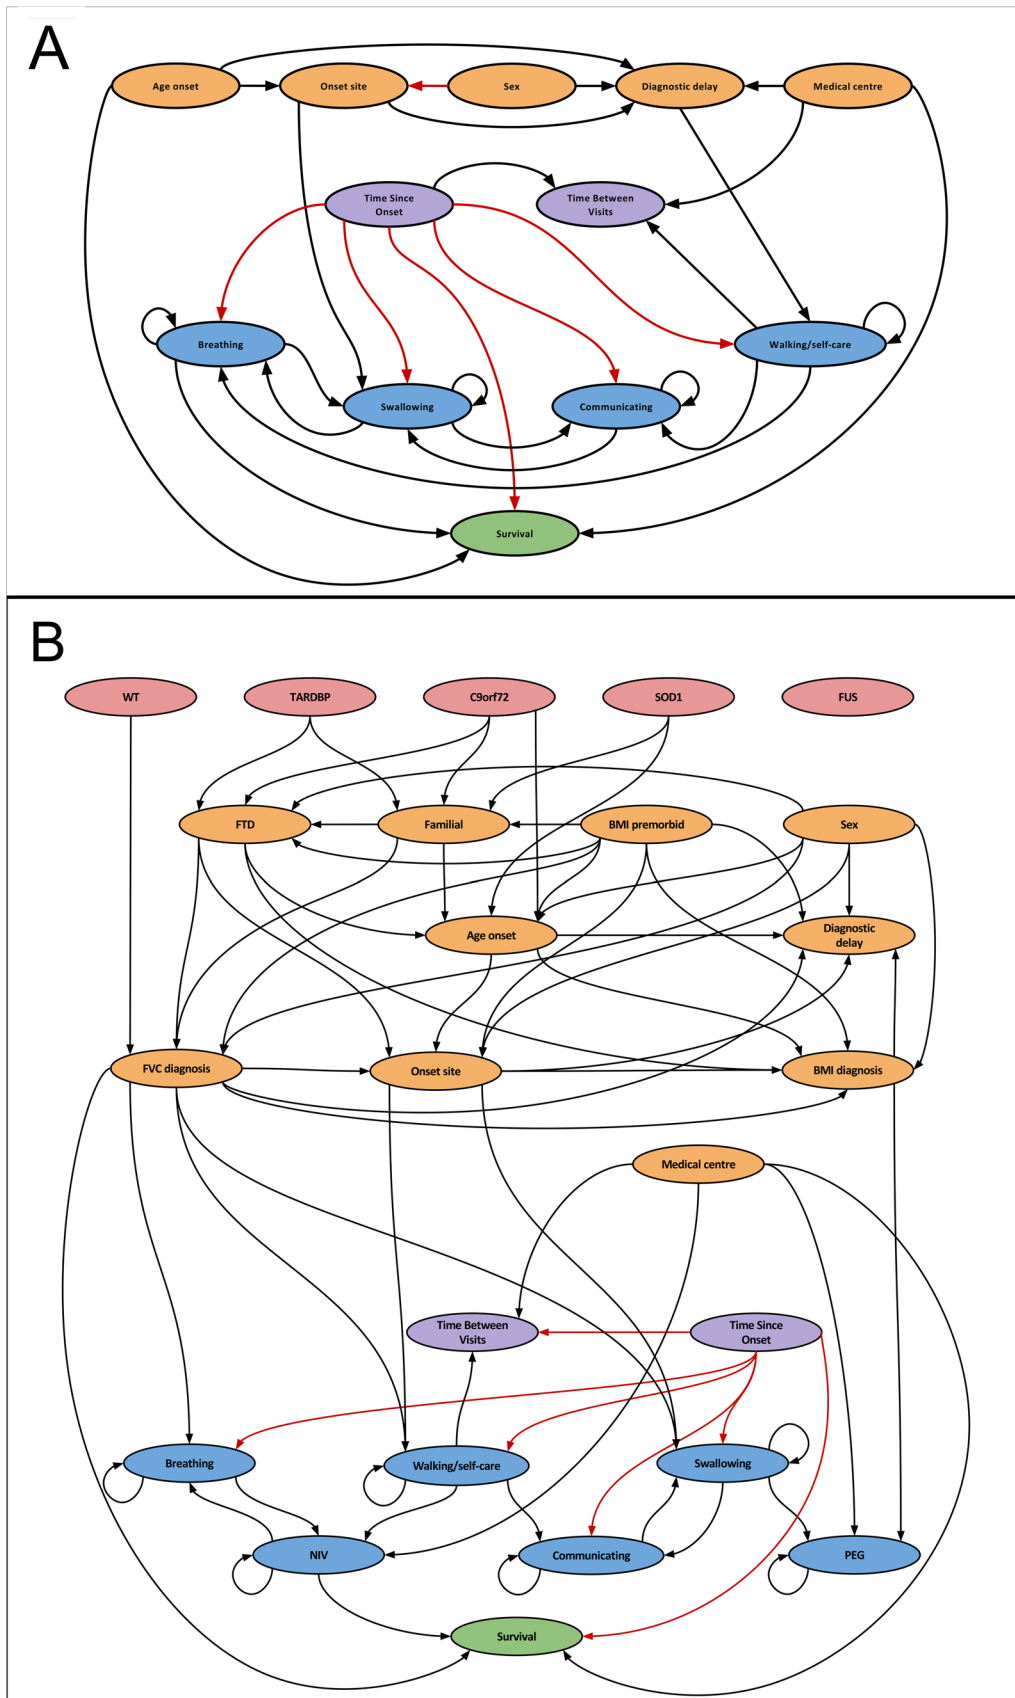 A
Age onset
Onset site
Sex
Diagnostic delay
Medical centre
Time Since
Onset
Time Between
Visits
Breathing
Walking/self-care
Swallowing
Communicating
Survival
B
WT
TARDBP
C9orf72
SOD1
FUS
FTD
Familial
BMI premorbid
Sex
Age onset
Diagnostic
delay
FVC diagnosis
Onset site
BMI diagnosis
Medical centre
Time Between
Visits
Time Since
Onset
Breathing
Walking/self-care
Swallowing
NIV
Communicating
PEG
Survival